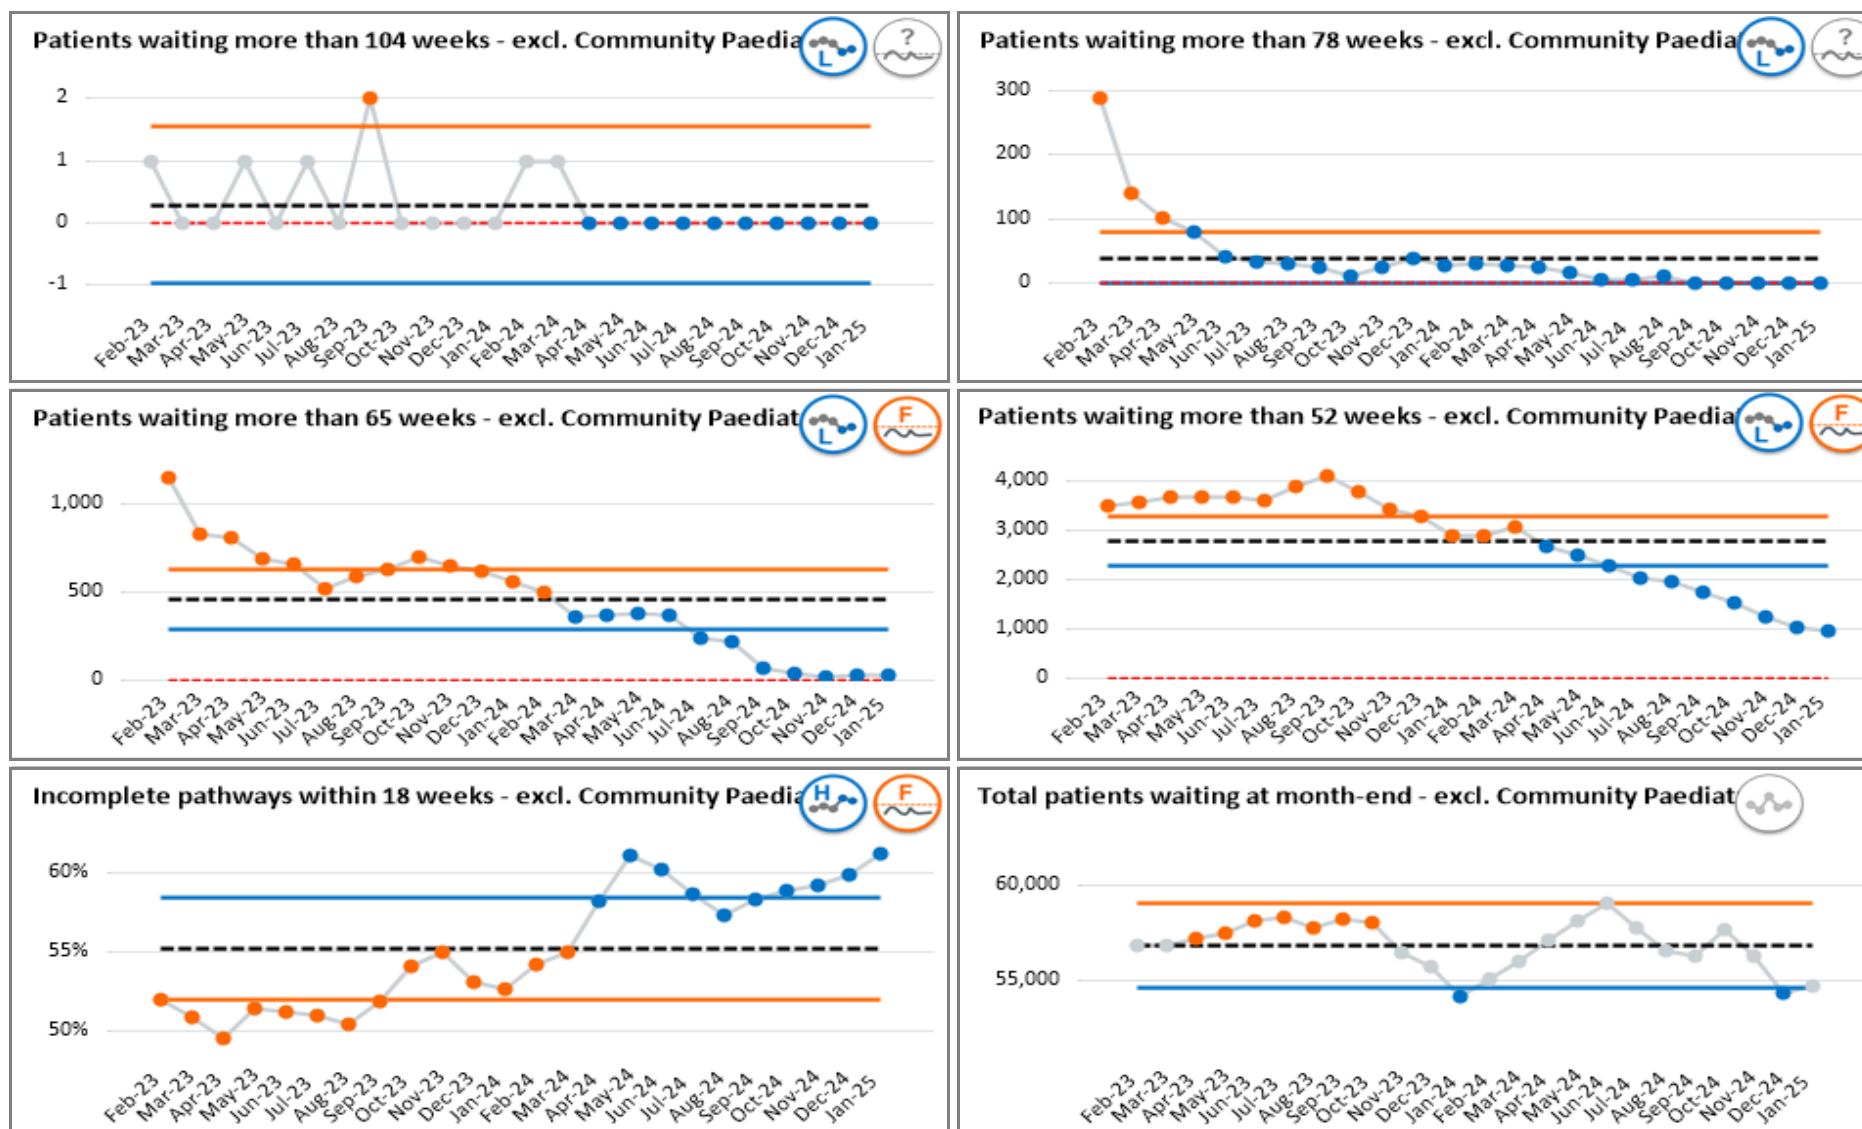 Patients waiting more than 104 weeks - excl. Community Paedia
L
?
2
1
0
-1
Feb-23
Mar-23
Apr-23
May-23
Jun-23
Jul-23
Aug-23
Sep-23
Oct-23
Nov-23
Dec-23
Jan-24
Feb-24
Mar-24
Apr-24
May-24
Jun-24
Jul-24
Aug-24
Sep-24
Oct-24
Nov-24
Dec-24
Jan-25
Patients waiting more than 78 weeks - excl. Community Paedia
L
?
300
200
100
0
Feb-23
Mar-23
Apr-23
May-23
Jun-23
Jul-23
Aug-23
Sep-23
Oct-23
Nov-23
Dec-23
Jan-24
Feb-24
Mar-24
Apr-24
May-24
Jun-24
Jul-24
Aug-24
Sep-24
Oct-24
Nov-24
Dec-24
Jan-25
Patients waiting more than 65 weeks - excl. Community Paediat
L
F
1,000
500
0
Feb-23
Mar-23
Apr-23
May-23
Jun-23
Jul-23
Aug-23
Sep-23
Oct-23
Nov-23
Dec-23
Jan-24
Feb-24
Mar-24
Apr-24
May-24
Jun-24
Jul-24
Aug-24
Sep-24
Oct-24
Nov-24
Dec-24
Jan-25
Patients waiting more than 52 weeks - excl. Community Paedia
L
F
4,000
3,000
2,000
1,000
0
Feb-23
Mar-23
Apr-23
May-23
Jun-23
Jul-23
Aug-23
Sep-23
Oct-23
Nov-23
Dec-23
Jan-24
Feb-24
Mar-24
Apr-24
May-24
Jun-24
Jul-24
Aug-24
Sep-24
Oct-24
Nov-24
Dec-24
Jan-25
Incomplete pathways within 18 weeks - excl. Community Paedia
H
F
60%
55%
50%
Feb-23
Mar-23
Apr-23
May-23
Jun-23
Jul-23
Aug-23
Sep-23
Oct-23
Nov-23
Dec-23
Jan-24
Feb-24
Mar-24
Apr-24
May-24
Jun-24
Jul-24
Aug-24
Sep-24
Oct-24
Nov-24
Dec-24
Jan-25
Total patients waiting at month-end - excl. Community Paediat
60,000
55,000
Feb-23
Mar-23
Apr-23
May-23
Jun-23
Jul-23
Aug-23
Sep-23
Oct-23
Nov-23
Dec-23
Jan-24
Feb-24
Mar-24
Apr-24
May-24
Jun-24
Jul-24
Aug-24
Sep-24
Oct-24
Nov-24
Dec-24
Jan-25